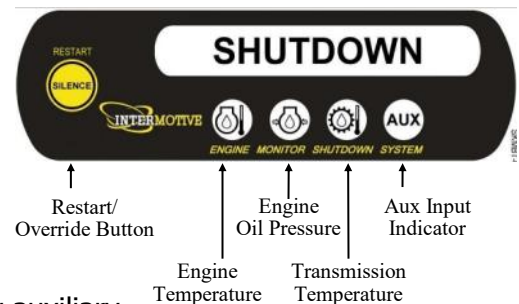 SHUTDOWN
RESTART
SILENCE
INTERMOTIVE
AUX
ENGINE MONITOR SHUTDOWN SYSTEM
Restart/
Override Button
Engine
Oil Pressure
Aux Input
Indicator
Engine
Temperature
Transmission
Temperature
auxiliary